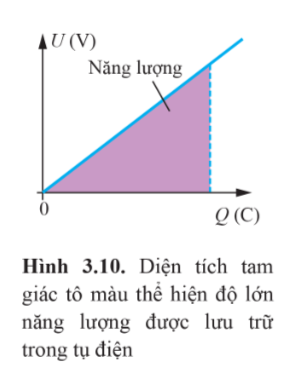 U (V)
Năng lượng
0
Q (C)
Hình 3.10. Diện tích tam
giác tô màu thể hiện độ lớn
năng lượng được lưu trữ
trong tụ điện